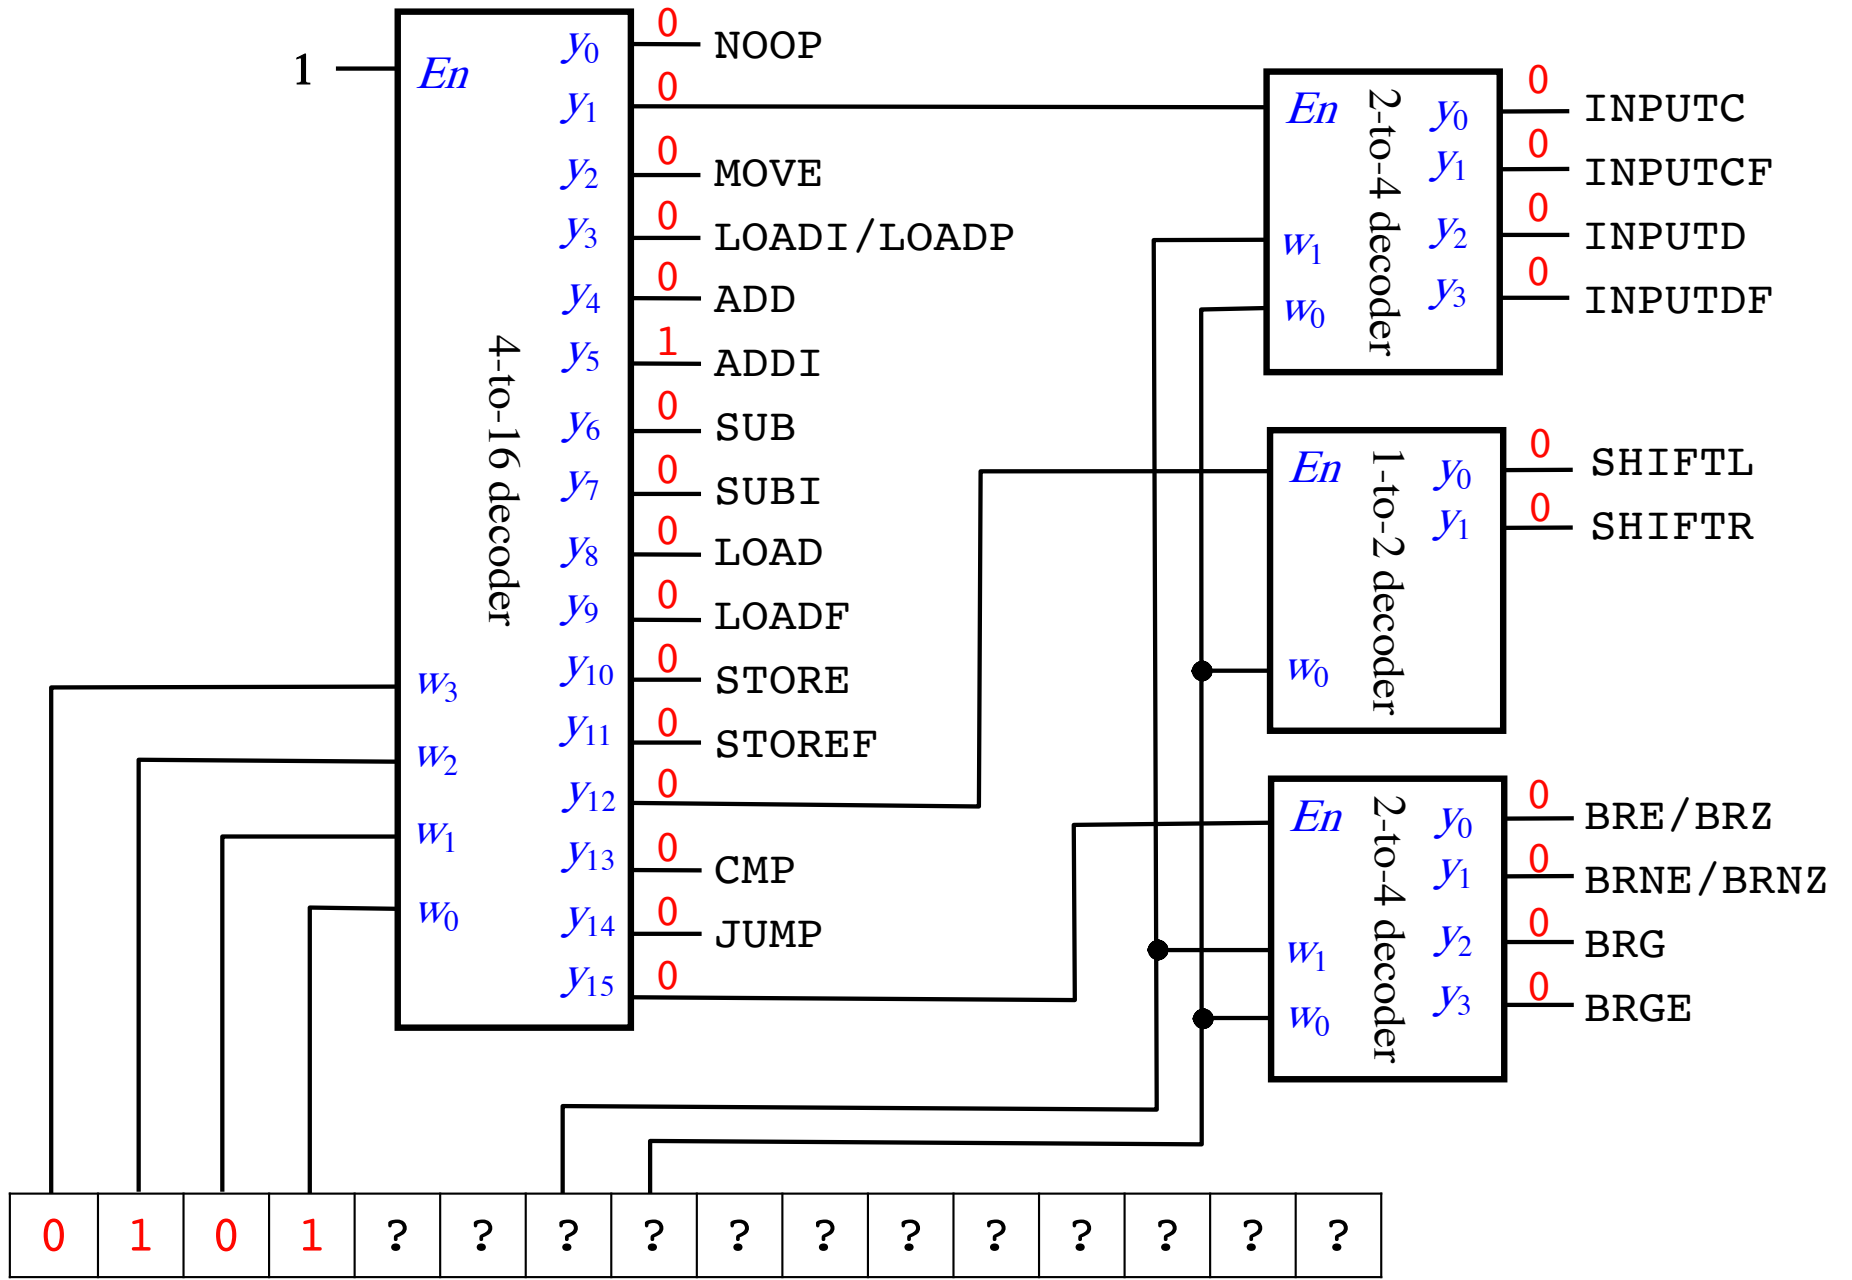 1
En
4-to-16 decoder
w3
w2
w1
w0
y0 0 NOOP
y1 0
y2 0 MOVE
y3 0 LOADI/LOADP
y4 0 ADD
y5 1 ADDI
y6 0 SUB
y7 0 SUBI
y8 0 LOAD
y9 0 LOADF
y10 0 STORE
y11 0 STOREF
y12 0
y13 0 CMP
y14 0 JUMP
y15 0
En
w1
w0
2-to-4 decoder
y0 0 INPUTC
y1 0 INPUTCF
y2 0 INPUTD
y3 0 INPUTDF
En
w0
1-to-2 decoder
y0 0 SHIFTL
y1 0 SHIFTR
En
w1
w0
2-to-4 decoder
y0 0 BRE/BRZ
y1 0 BRNE/BRNZ
y2 0 BRG
y3 0 BRGE
0 1 0 1 ? ? ? ? ? ? ? ? ? ? ? ?